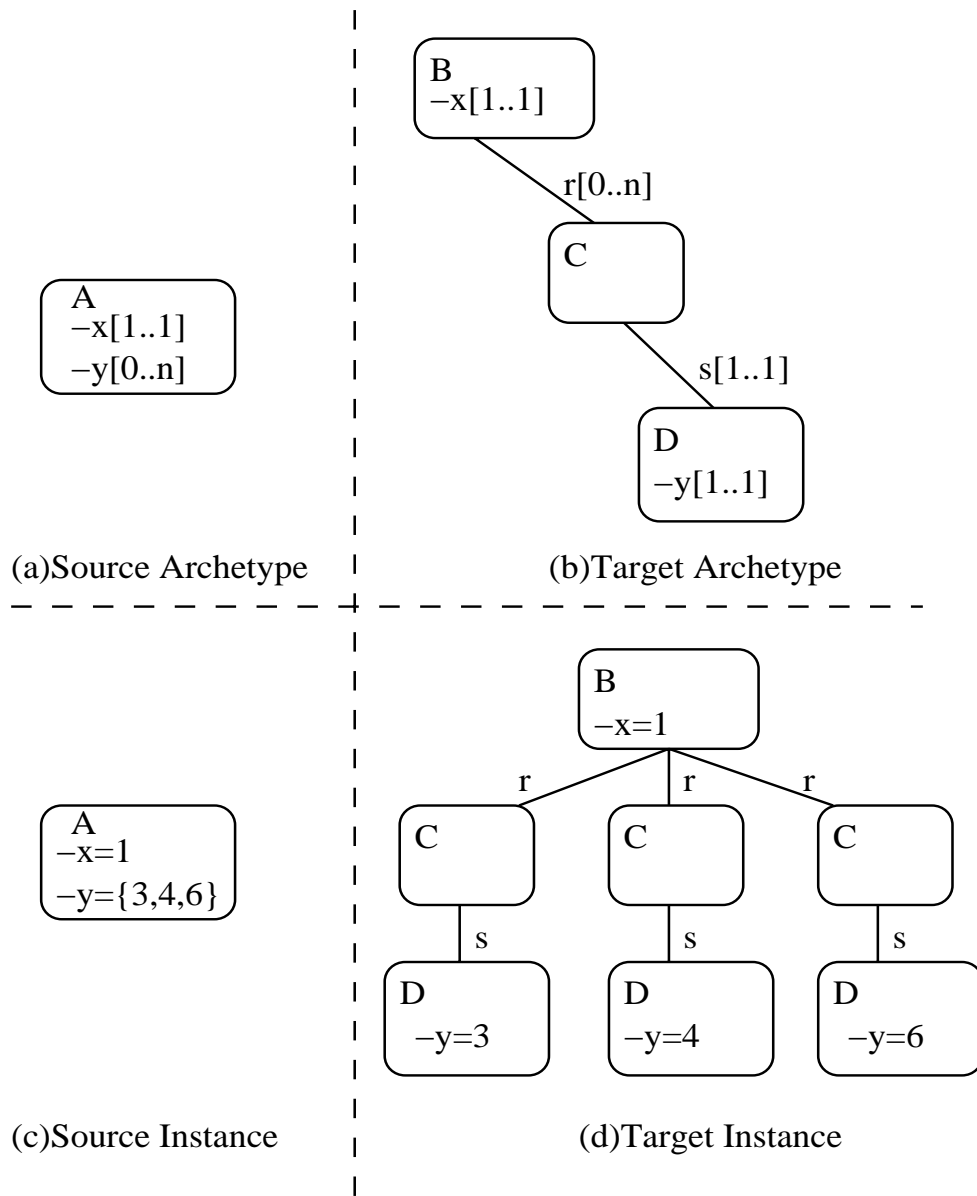 B
−x[1..1]
r[0..n]
C
s[1..1]
D
−y[1..1]
A
−x[1..1]
−y[0..n]
(a)Source Archetype
(b)Target Archetype
A
−x=1
−y={3,4,6}
B
−x=1
r
r
r
C
C
C
s
s
s
D
−y=3
D
−y=4
D
−y=6
(c)Source Instance
(d)Target Instance